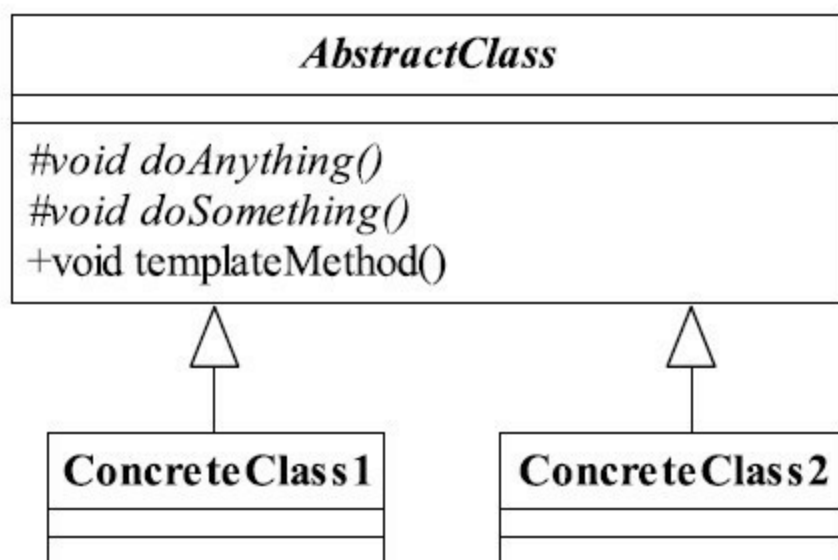 AbstractClass
#void doAnything()
#void doSomething()
+void templateMethod()
ConcreteClass1
ConcreteClass2